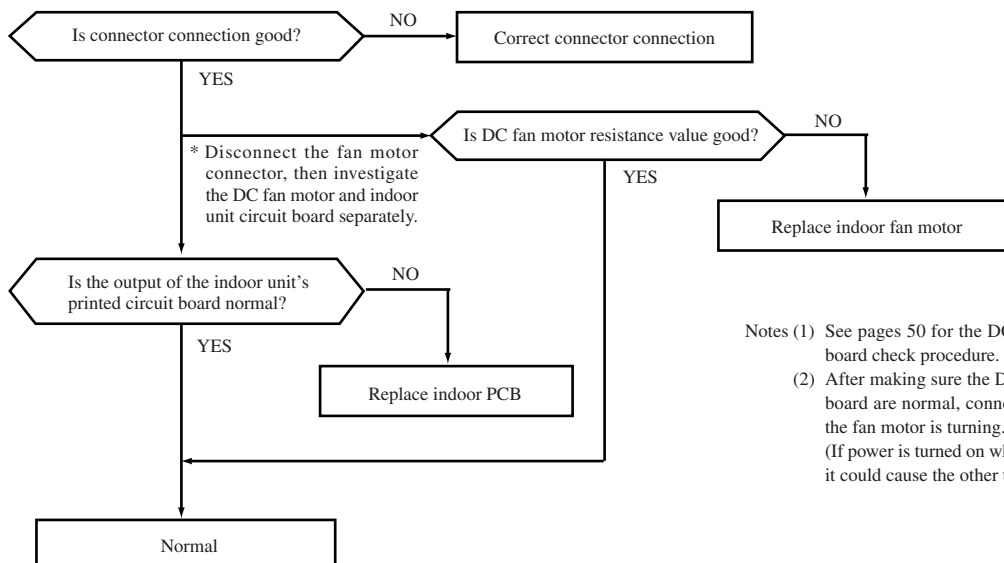 Is connector connection good?
NO
Correct connector connection
YES
Is DC fan motor resistance value good?
NO
* Disconnect the fan motor
connector, then investigate
the DC fan motor and indoor
unit circuit board separately.
YES
Replace indoor fan motor
Is the output of the indoor unit's
printed circuit board normal?
NO
YES
Replace indoor PCB
Notes (1) See pages 50 for the DC
board check procedure.
(2) After making sure the D
board are normal, conne
the fan motor is turning.
(If power is turned on wh
it could cause the other
Normal